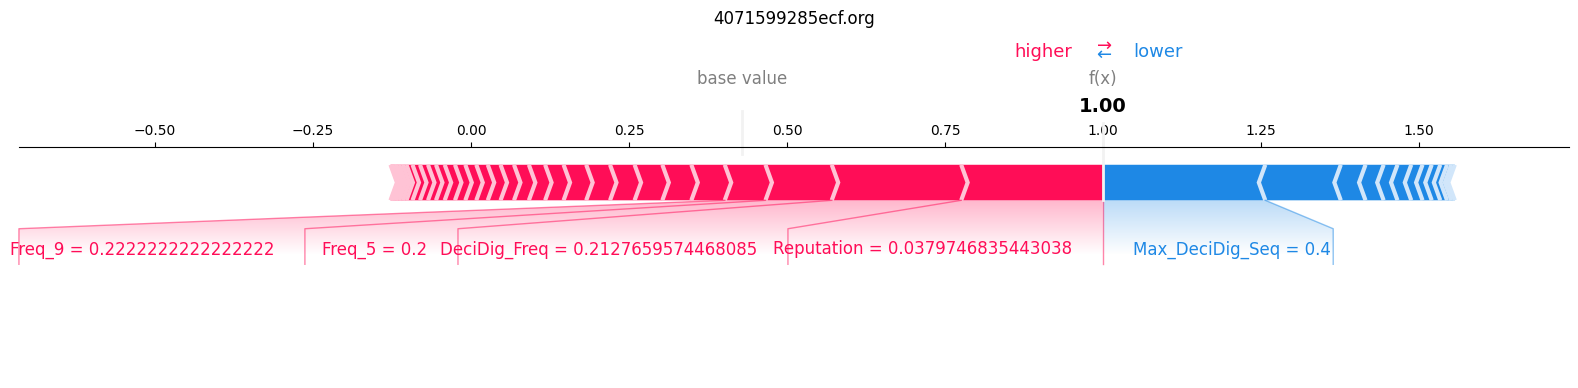 4071599285ecf.org
higher ⇄ lower
base value f(x)
1.00
−0.50 −0.25 0.00 0.25 0.50 0.75 1.00 1.25 1.50
Freq_9 = 0.2222222222222222 Freq_5 = 0.2 DeciDig_Freq = 0.2127659574468085 Reputation = 0.0379746835443038 Max_DeciDig_Seq = 0.4